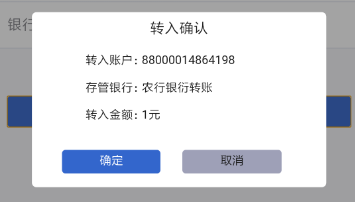 银行
转入确认
转入账户: 88000014864198
存管银行: 农行银衍转账
转入金额: 1元
确定
取消